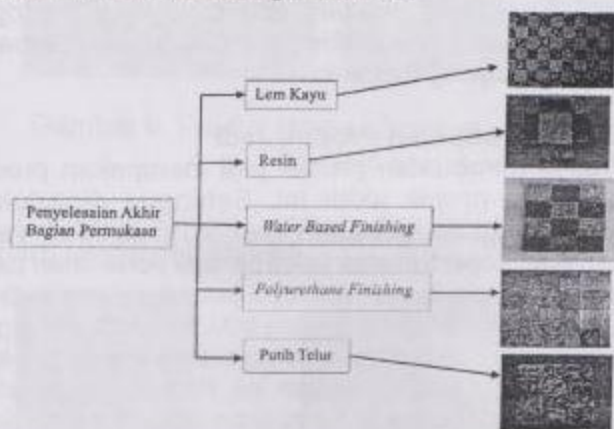 Lem Kayu
Resin
Penyelesaian Akhir
Bagian Permukaan
Water Based Finishing
Polyurethane Finishing
Putih Telur